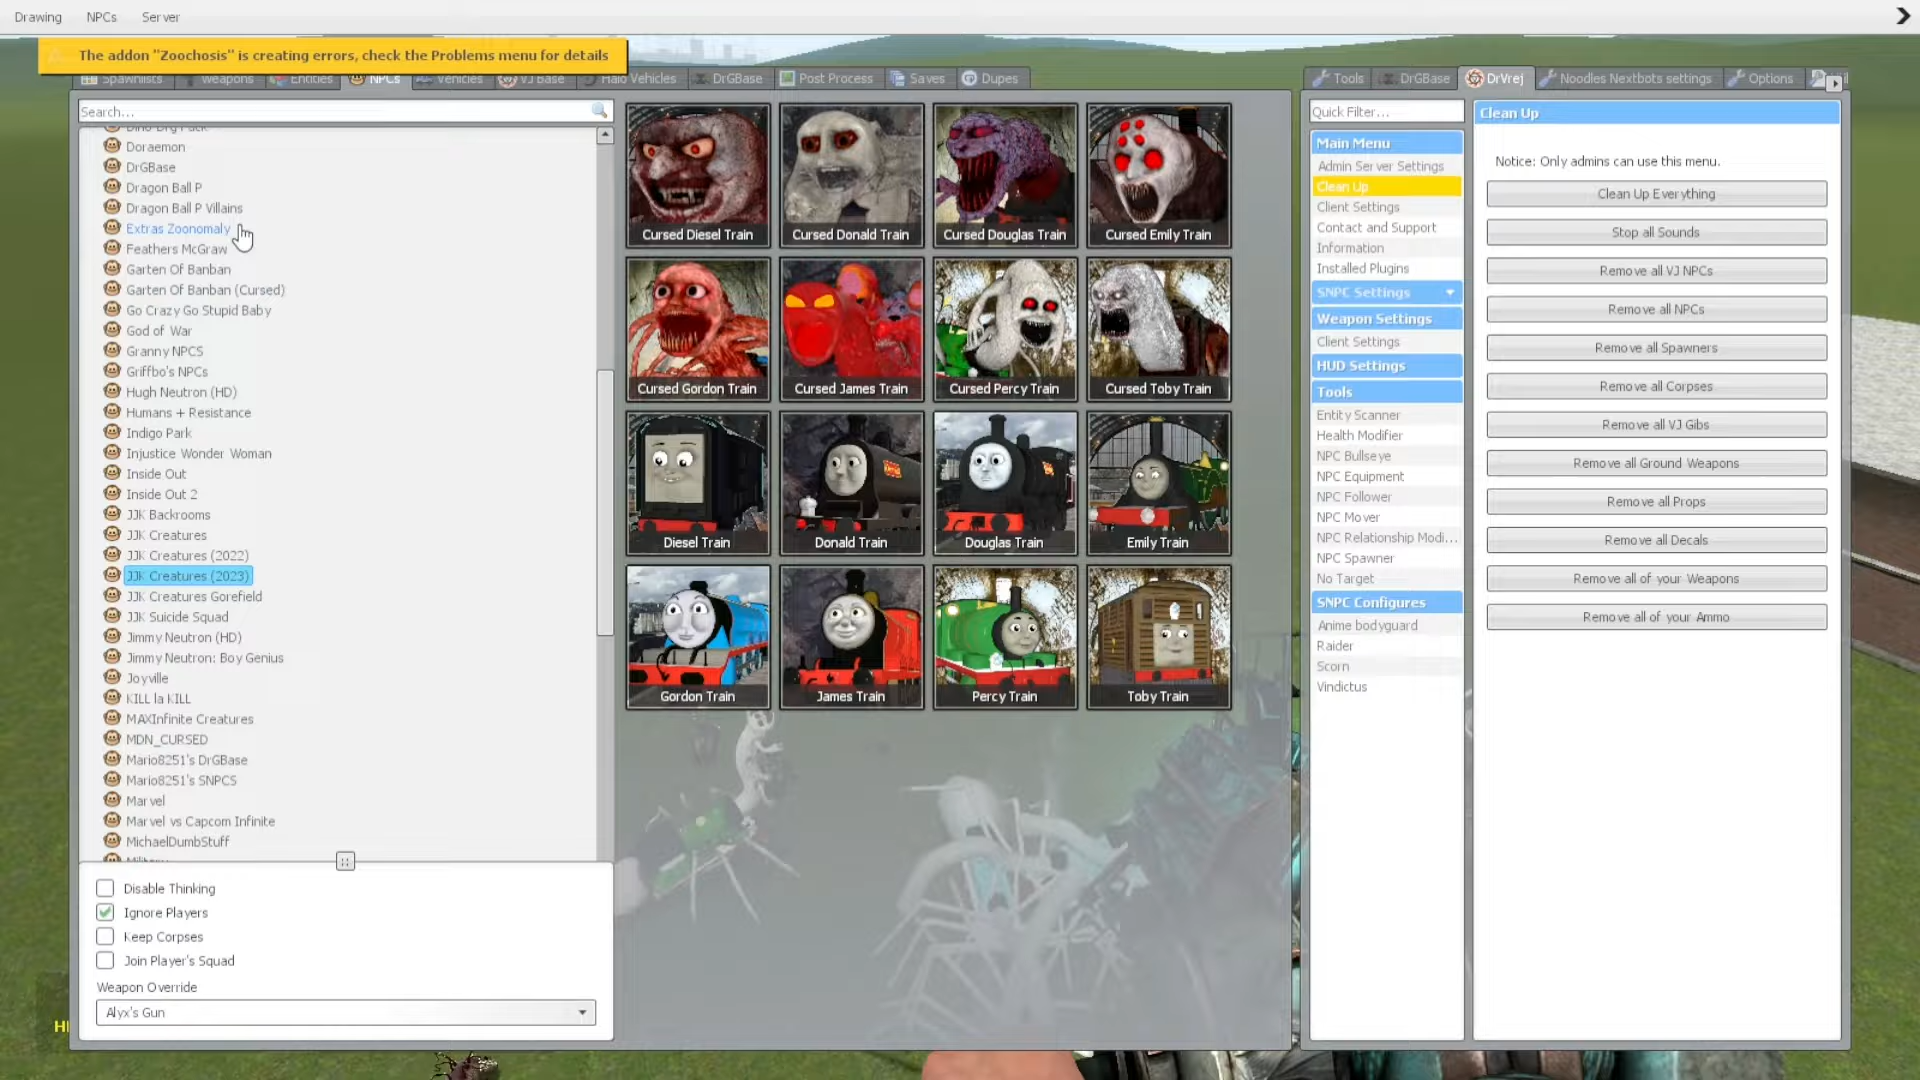 Drawing NPCs Server
The addon "Zoochosis" is creating errors, check the Problems menu for details
Spawnlists Weapons Entities NPCs Vehicles VJ Base Halo Vehicles DrGBase Post Process Saves Dupes
Search...
Doraemon
DrGBase
Dragon Ball P
Dragon Ball P Villains
Extras Zoonomaly
Feathers McGraw
Garten Of Banban
Garten Of Banban (Cursed)
Go Crazy Go Stupid Baby
God of War
Granny NPCS
Griffbo's NPCs
Hugh Neutron (HD)
Humans + Resistance
Indigo Park
Injustice Wonder Woman
Inside Out
Inside Out 2
JJK Backrooms
JJK Creatures
JJK Creatures (2022)
JJK Creatures (2023)
JJK Creatures Gorefield
JJK Suicide Squad
Jimmy Neutron (HD)
Jimmy Neutron: Boy Genius
Joyville
KILL la KILL
MAXInfinite Creatures
MDN_CURSED
Mario8251's DrGBase
Mario8251's SNPCS
Marvel
Marvel vs Capcom Infinite
MichaelDumbStuff
Disable Thinking
Ignore Players
Keep Corpses
Join Player's Squad
Weapon Override
Alyx's Gun
Cursed Diesel Train Cursed Donald Train Cursed Douglas Train Cursed Emily Train
Cursed Gordon Train Cursed James Train Cursed Percy Train Cursed Toby Train
Diesel Train Donald Train Douglas Train Emily Train
Gordon Train James Train Percy Train Toby Train
Tools DrGBase DrVrej Noodles Nextbots settings Options
Quick Filter...
Main Menu
Admin Server Settings
Clean Up
Client Settings
Contact and Support
Information
Installed Plugins
SNPC Settings
Weapon Settings
Client Settings
HUD Settings
Tools
Entity Scanner
Health Modifier
NPC Bullseye
NPC Equipment
NPC Follower
NPC Mover
NPC Relationship Modi...
NPC Spawner
No Target
SNPC Configures
Anime bodyguard
Raider
Scorn
Vindictus
Clean Up
Notice: Only admins can use this menu.
Clean Up Everything
Stop all Sounds
Remove all VJ NPCs
Remove all NPCs
Remove all Spawners
Remove all Corpses
Remove all VJ Gibs
Remove all Ground Weapons
Remove all Props
Remove all Decals
Remove all of your Weapons
Remove all of your Ammo